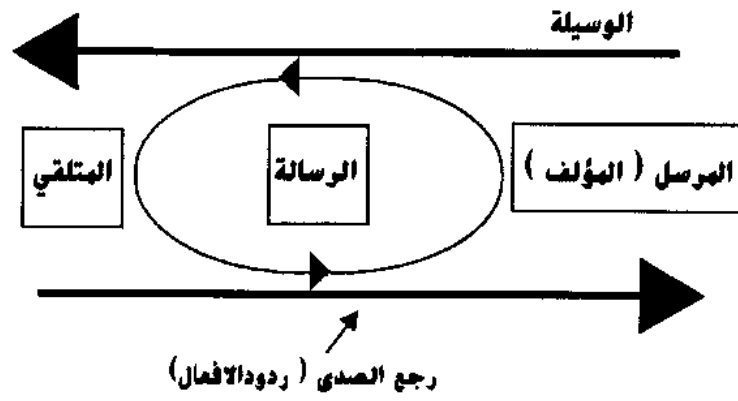 الوسيلة
المرسل ( المؤلف )
الرسالة
المتلقي
رجع الصدى ( ردودالافعال)